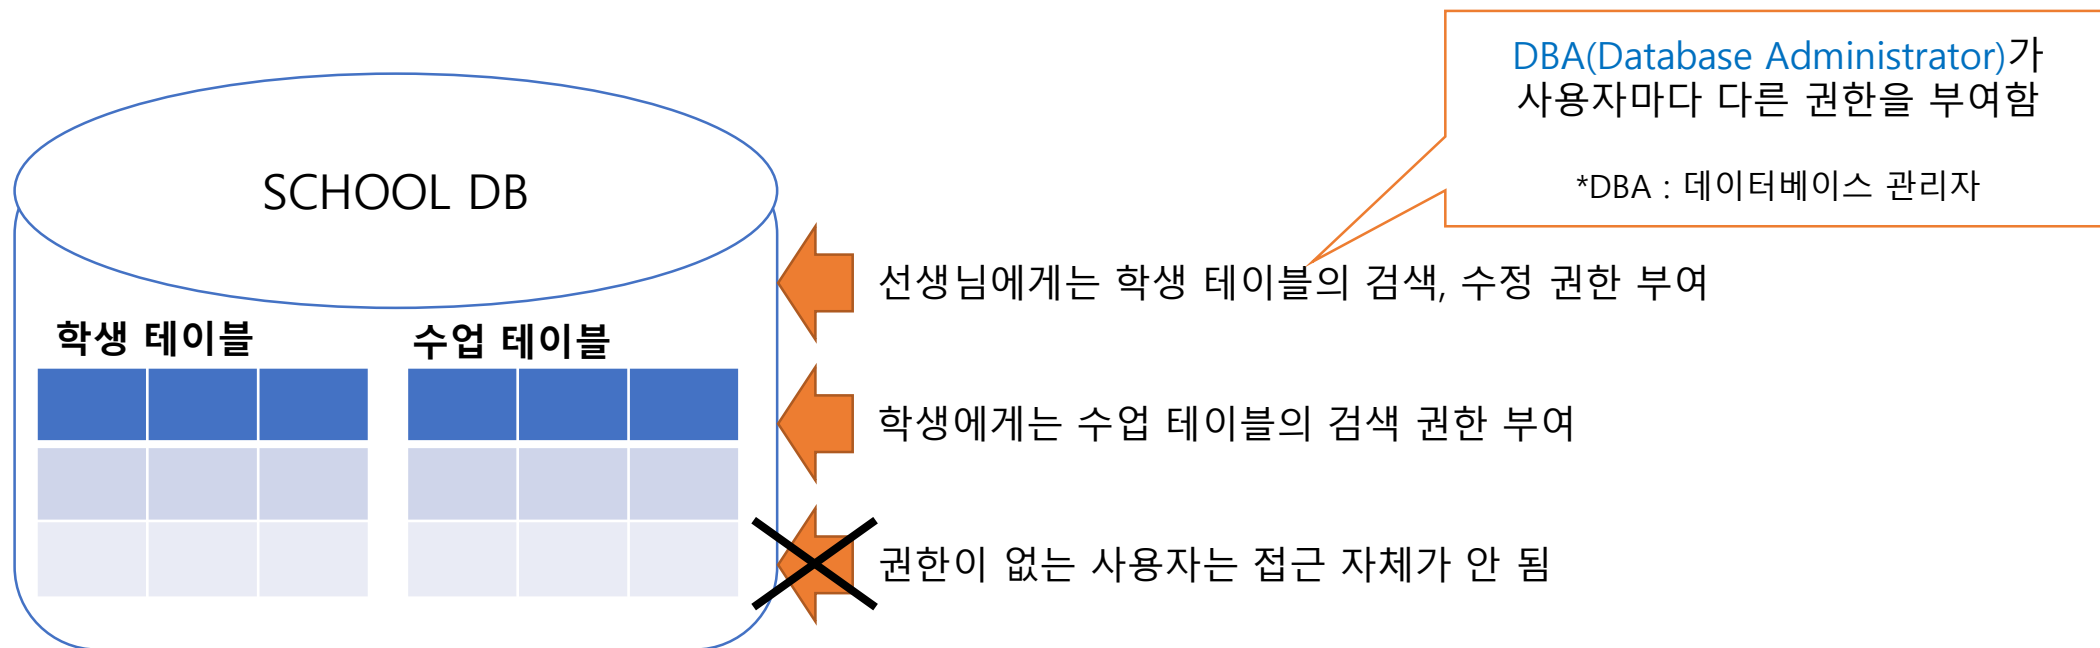 DBA(Database Administrator)가
사용자마다 다른 권한을 부여함
*DBA : 데이터베이스 관리자
SCHOOL DB
선생님에게는 학생 테이블의 검색, 수정 권한 부여
학생 테이블
수업 테이블
학생에게는 수업 테이블의 검색 권한 부여
권한이 없는 사용자는 접근 자체가 안 됨